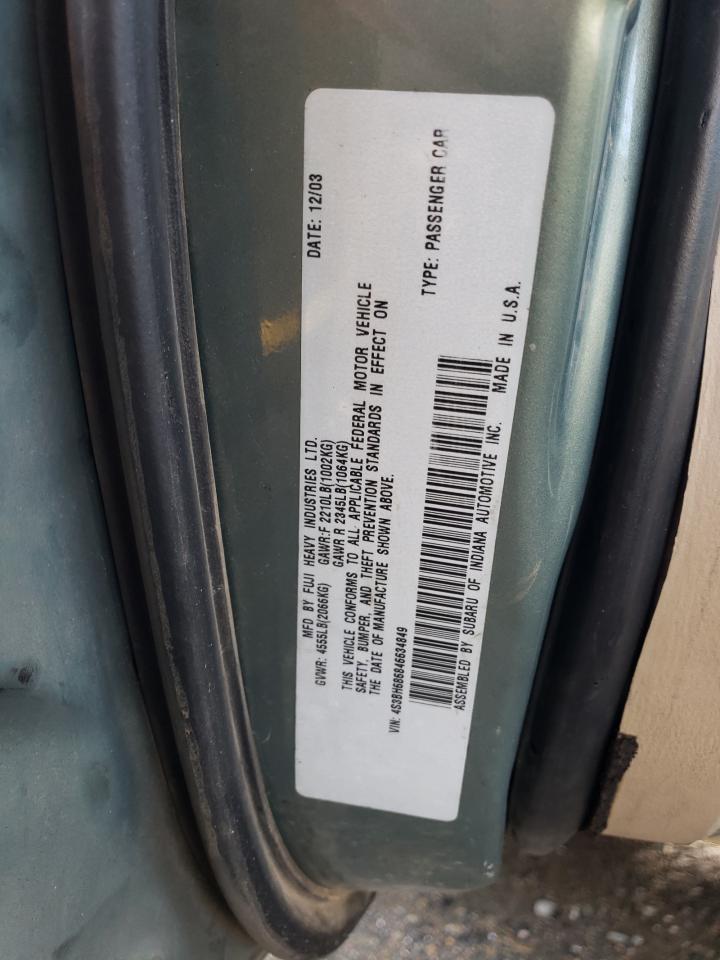 MFD BY FUJI HEAVY INDUSTRIES LTD. DATE: 12/03
GVWR: 4555LB(2066KG) GAWR:F 2210LB(1002KG)
GAWR R 2345LB(1064KG)
THIS VEHICLE CONFORMS TO ALL APPLICABLE FEDERAL MOTOR VEHICLE
SAFETY, BUMPER, AND THEFT PREVENTION STANDARDS IN EFFECT ON
THE DATE OF MANUFACTURE SHOWN ABOVE.
VIN: 4S3BH686846634849 TYPE: PASSENGER CAR
ASSEMBLED BY SUBARU OF INDIANA AUTOMOTIVE INC. MADE IN U.S.A.